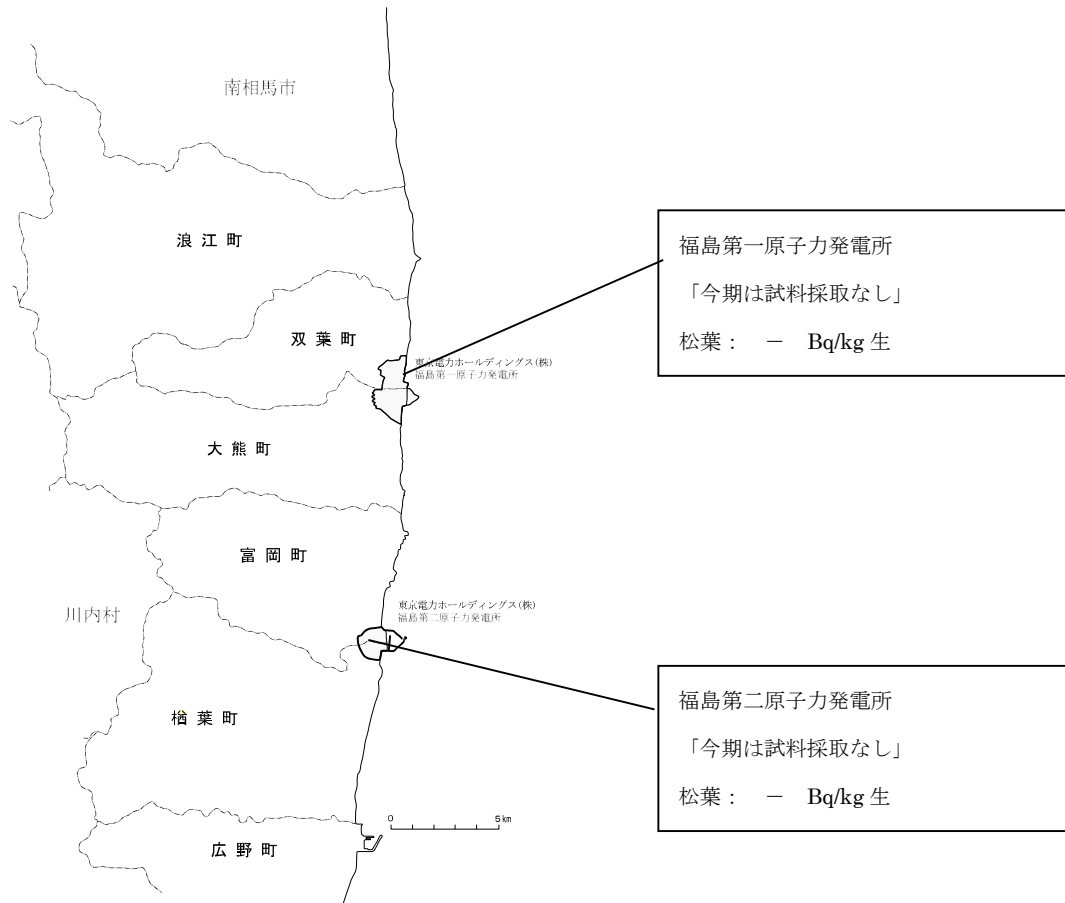 南相馬市
浪江町
福島第一原子力発電所
「今期は試料採取なし」
松葉： － Bq/kg 生
双葉町
東京電力ホールディングス(株)
福島第一原子力発電所
大熊町
富岡町
川内村
東京電力ホールディングス(株)
福島第二原子力発電所
福島第二原子力発電所
「今期は試料採取なし」
松葉： － Bq/kg 生
楢葉町
0 5km
広野町